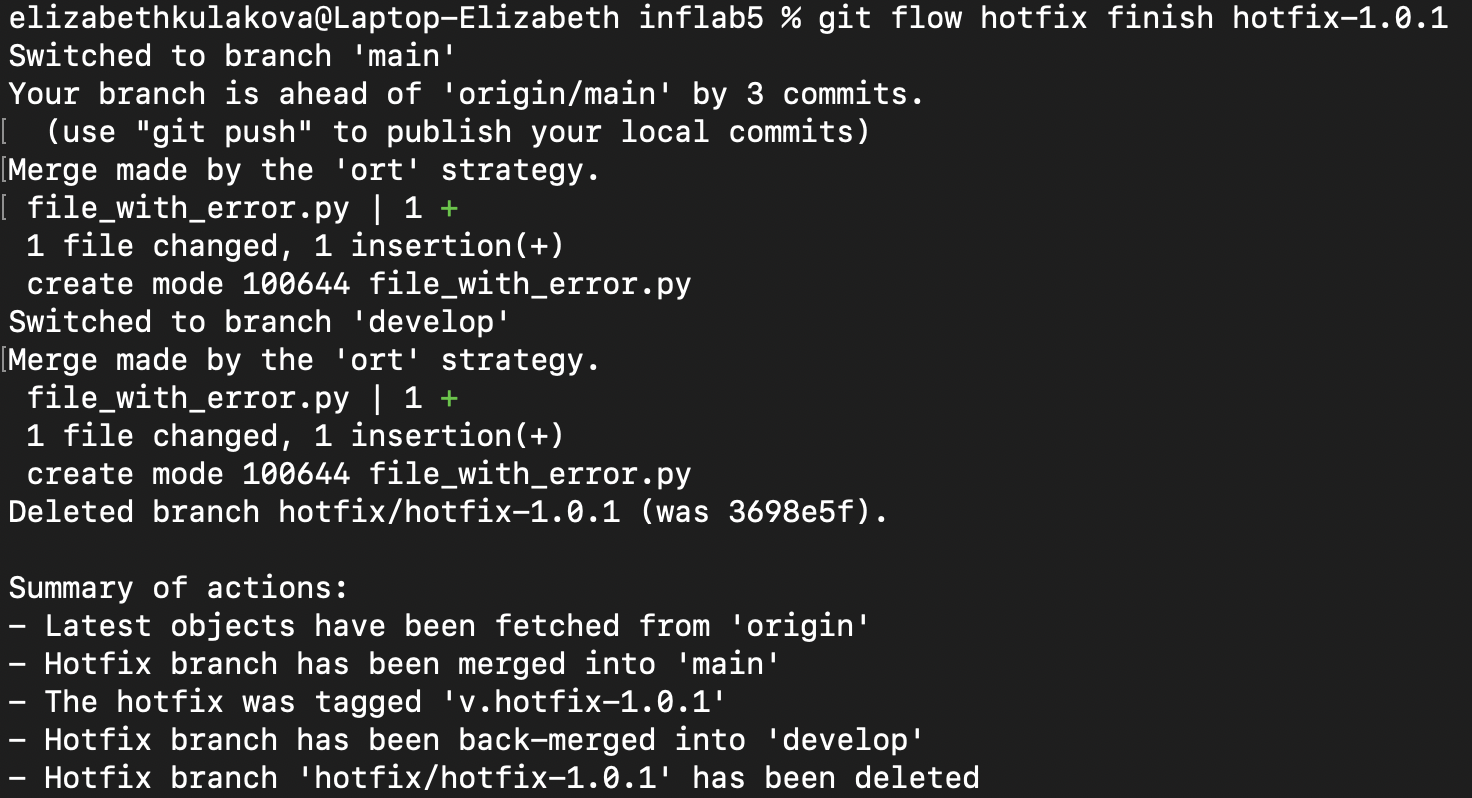 elizabethkulakova@Laptop-Elizabeth inflab5 % git flow hotfix finish hotfix-1.0.1
Switched to branch 'main'
Your branch is ahead of 'origin/main' by 3 commits.
[  (use "git push" to publish your local commits)
[Merge made by the 'ort' strategy.
[ file_with_error.py | 1 +
 1 file changed, 1 insertion(+)
 create mode 100644 file_with_error.py
Switched to branch 'develop'
[Merge made by the 'ort' strategy.
 file_with_error.py | 1 +
 1 file changed, 1 insertion(+)
 create mode 100644 file_with_error.py
Deleted branch hotfix/hotfix-1.0.1 (was 3698e5f).

Summary of actions:
- Latest objects have been fetched from 'origin'
- Hotfix branch has been merged into 'main'
- The hotfix was tagged 'v.hotfix-1.0.1'
- Hotfix branch has been back-merged into 'develop'
- Hotfix branch 'hotfix/hotfix-1.0.1' has been deleted